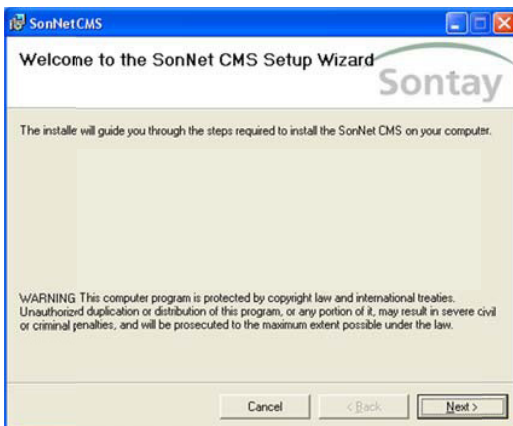 SonNetCMS
Welcome to the SonNet CMS Setup Wizard
Sontay
The installe will guide you through the steps required to install the SonNet CMS on your computer.
WARNING This computer program is protected by copyright law and international treaties.
Unauthorized duplication or distribution of this program, or any portion of it, may result in severe civil
or criminal penalties, and will be prosecuted to the maximum extent possible under the law.
Cancel
< Back
Next >